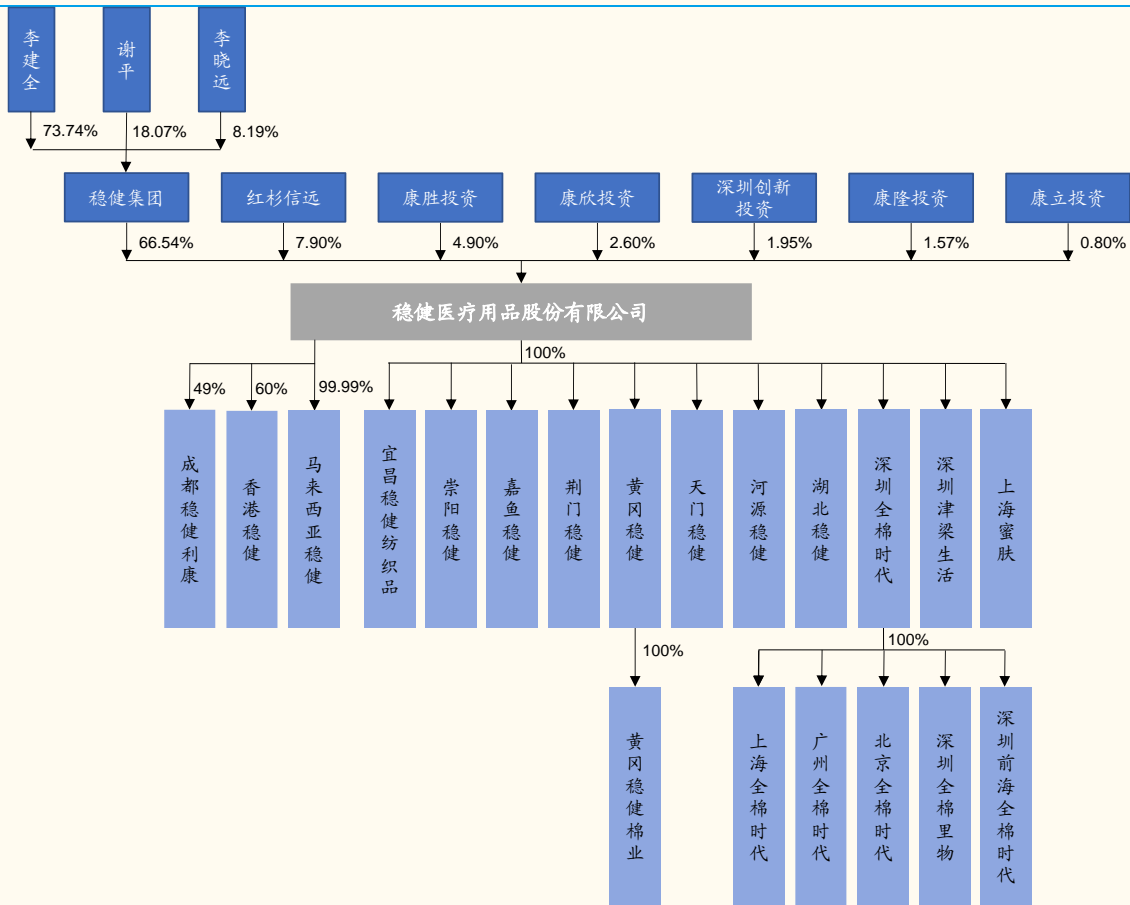 李建全
谢平
李晓远
73.74%
18.07%
8.19%
稳健集团
红杉信远
康胜投资
康欣投资
深圳创新
投资
康隆投资
康立投资
66.54%
7.90%
4.90%
2.60%
1.95%
1.57%
0.80%
稳健医疗用品股份有限公司
100%
49%
60%
99.99%
成都稳健利康
香港稳健
马来西亚稳健
宜昌稳健纺织品
崇阳稳健
嘉鱼稳健
荆门稳健
黄冈稳健
天门稳健
河源稳健
湖北稳健
深圳全棉时代
深圳津梁生活
上海蜜肤
100%
100%
黄冈稳健棉业
上海全棉时代
广州全棉时代
北京全棉时代
深圳全棉里物
深圳前海全棉时代